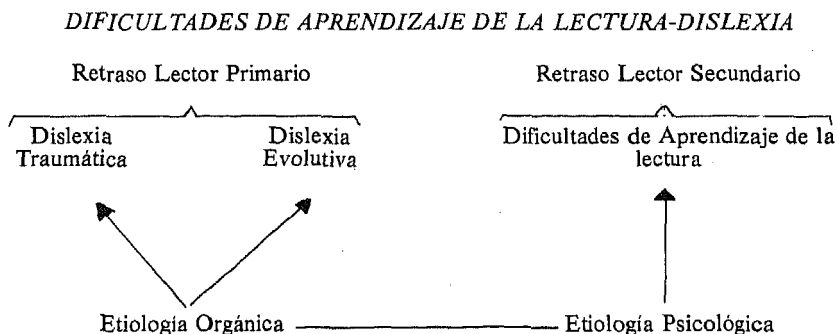 DIFICULTADES DE APRENDIZAJE DE LA LECTURA-DISLEXIA
Retraso Lector Primario
Retraso Lector Secundario
Dislexia Traumática
Dislexia Evolutiva
Dificultades de Aprendizaje de la
lectura
Etiología Orgánica
Etiología Psicológica